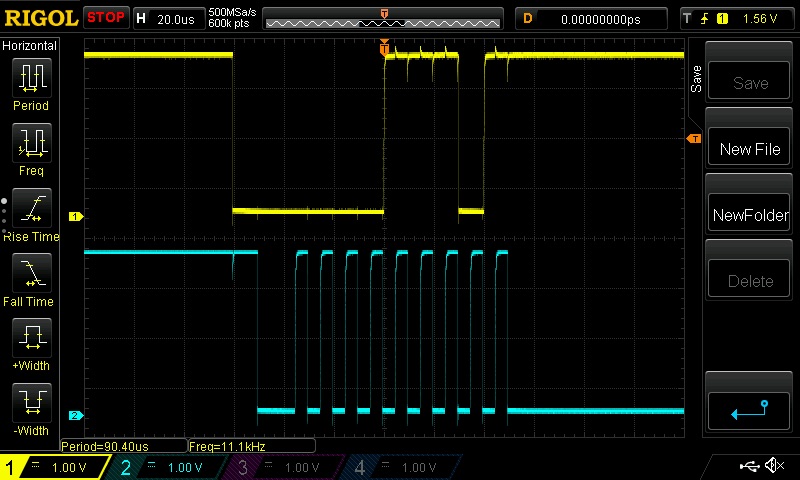 RIGOL STOP H 20.0us 500MSa/s 600k pts T D 0.00000000ps T 1 1.56 V
Horizontal
Period
Freq
Rise Time
Fall Time
+Width
-Width
T
T
1
2
Save
Save
New File
NewFolder
Delete
Period=90.40us Freq=11.1kHz
1 = 1.00 V 2 = 1.00 V 3 = 1.00 V 4 = 1.00 V